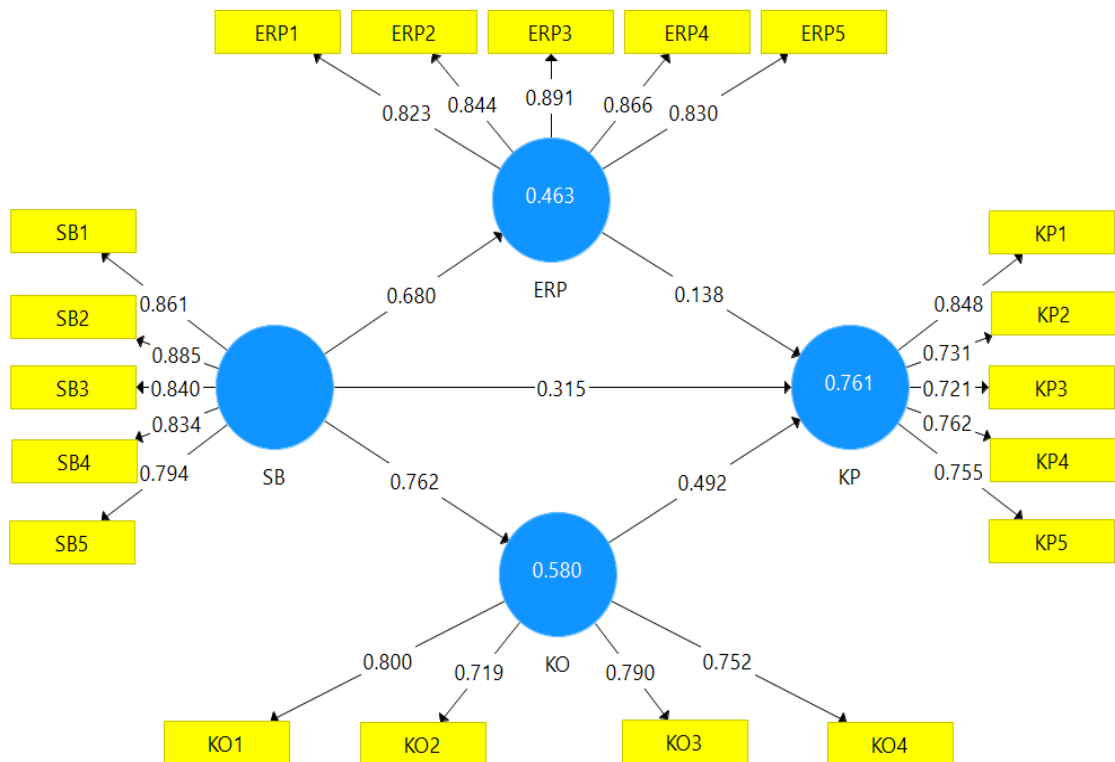 ERP1 ERP2 ERP3 ERP4 ERP5
0.823 0.844 0.891 0.866 0.830
0.463
ERP
SB1
SB2
SB3
SB4
SB5
0.861
0.885
0.840
0.834
0.794
SB
0.680
0.315
0.762
0.138
0.492
0.761
KP
0.848
0.731
0.721
0.762
0.755
KP1
KP2
KP3
KP4
KP5
0.580
KO
0.800 0.719 0.790 0.752
KO1 KO2 KO3 KO4